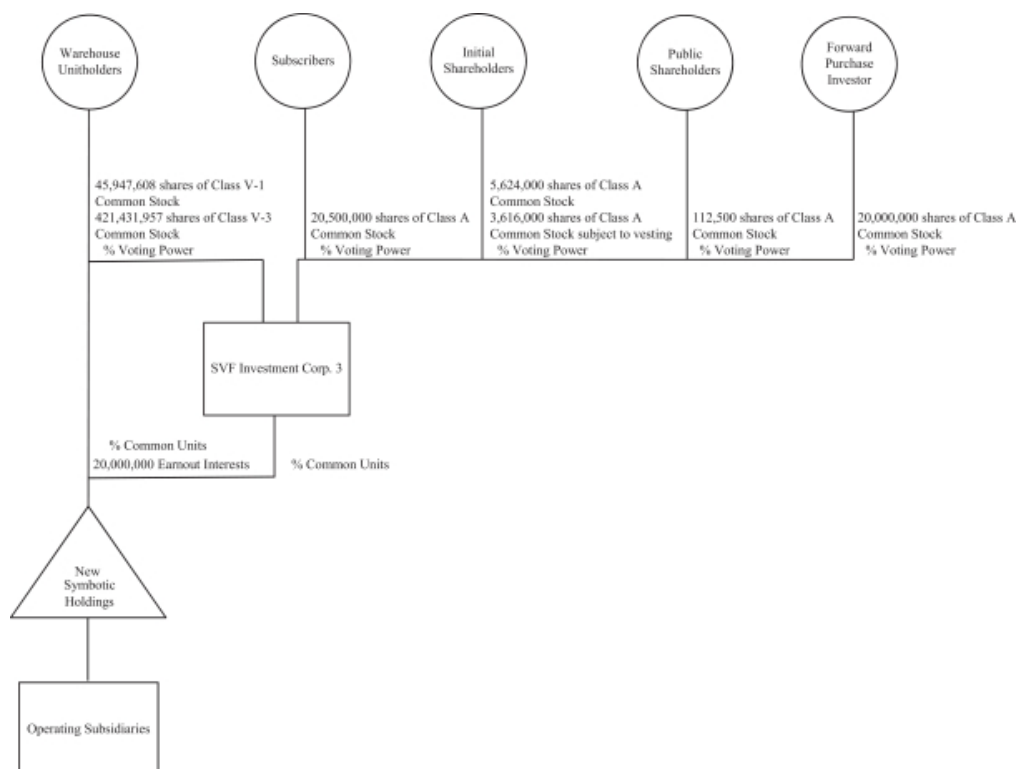 Warehouse
Unitholders
Subscribers
Initial
Shareholders
Public
Shareholders
Forward
Purchase
Investor
45,947,608 shares of Class V-1
Common Stock
421,431,957 shares of Class V-3
Common Stock
% Voting Power
20,500,000 shares of Class A
Common Stock
% Voting Power
5,624,000 shares of Class A
Common Stock
3,616,000 shares of Class A
Common Stock subject to vesting
% Voting Power
112,500 shares of Class A
Common Stock
% Voting Power
20,000,000 shares of Class A
Common Stock
% Voting Power
SVF Investment Corp. 3
% Common Units
20,000,000 Earnout Interests
% Common Units
New
Symbotic
Holdings
Operating Subsidiaries